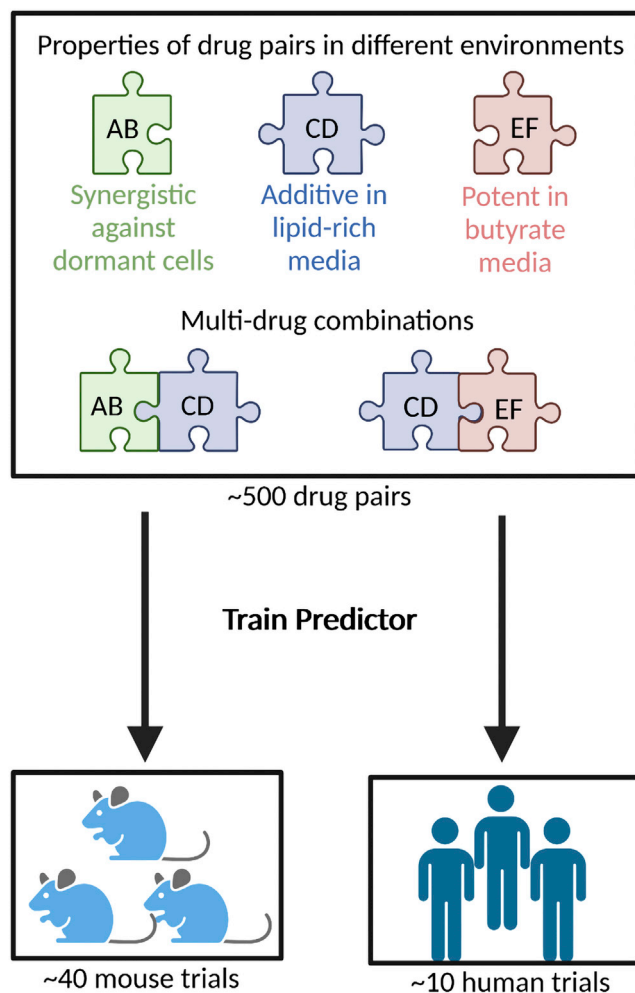 Properties of drug pairs in different environments
AB CD EF
Synergistic Additive in Potent in
against lipid-rich butyrate
dormant cells media media
Multi-drug combinations
AB CD CD EF
~500 drug pairs
Train Predictor
~40 mouse trials ~10 human trials